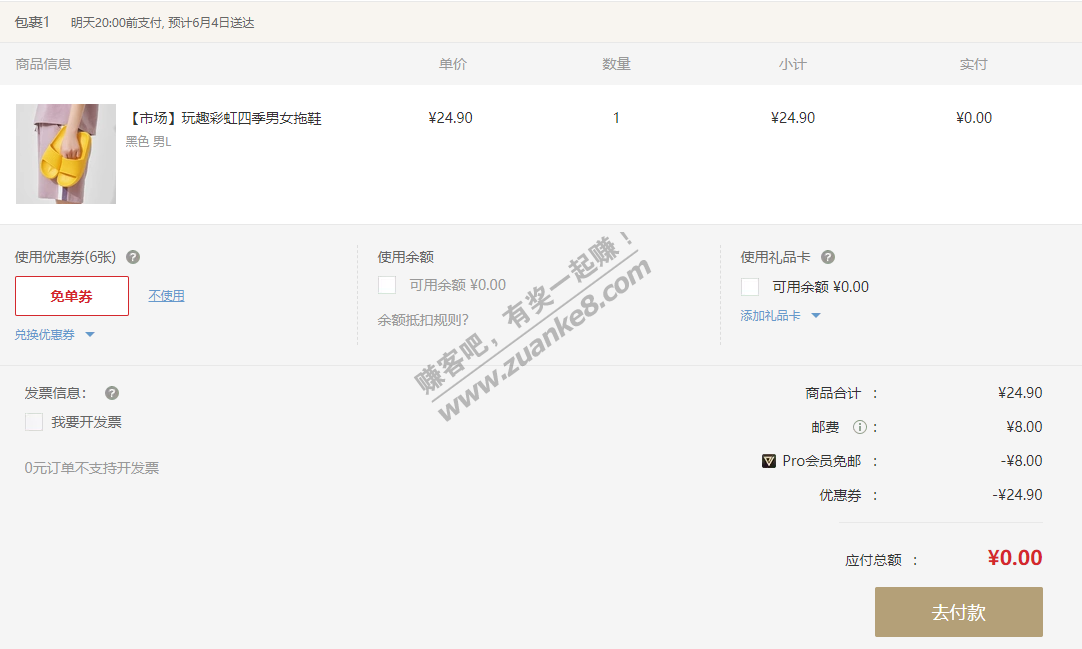 包裹1 明天20:00前支付, 预计6月4日送达
商品信息 单价 数量 小计 实付
【市场】玩趣彩虹四季男女拖鞋 ¥24.90 1 ¥24.90 ¥0.00
黑色 男L
使用优惠券(6张) ? 使用余额 使用礼品卡 ?
免单券 不使用 可用余额 ¥0.00 可用余额 ¥0.00
兑换优惠券 余额抵扣规则? 添加礼品卡
赚客吧，有奖一起赚！
www.zuanke8.com
发票信息: ? 商品合计 : ¥24.90
我要开发票 邮费 i : ¥8.00
Pro会员免邮 : -¥8.00
0元订单不支持开发票
优惠券 : -¥24.90
应付总额 : ¥0.00
去付款